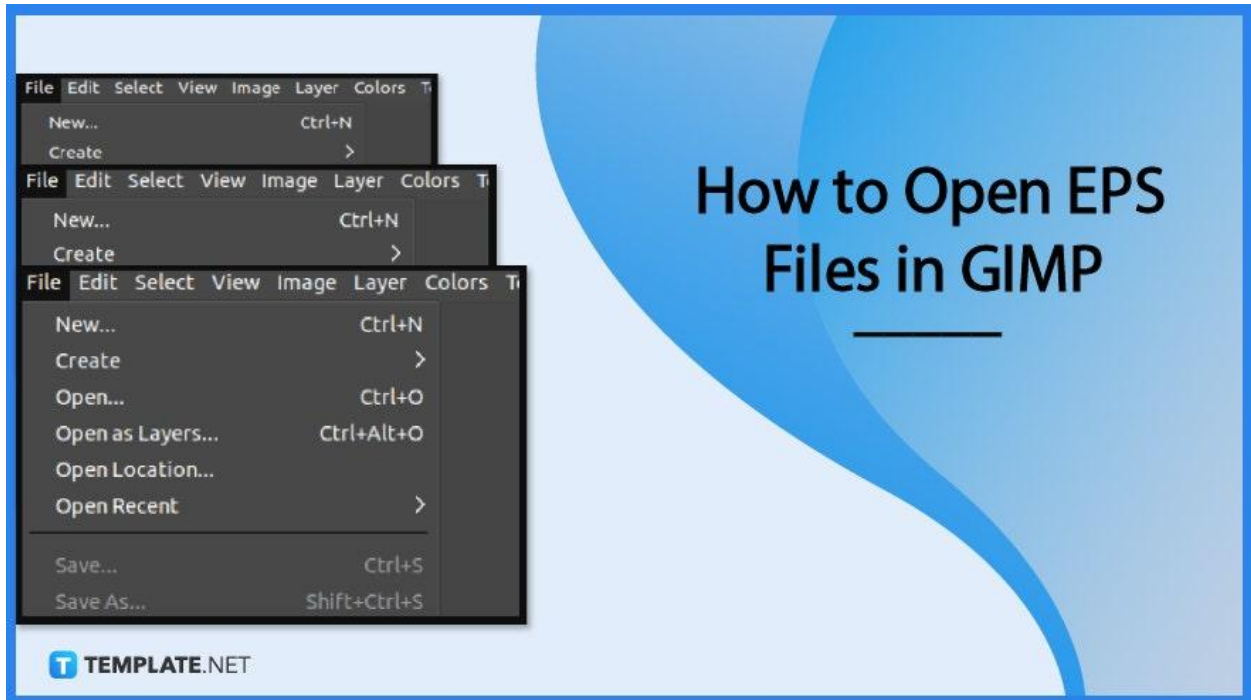 File Edit Select View Image Layer Colors
New... Ctrl+N
Create >
File Edit Select View Image Layer Colors
New... Ctrl+N
Create >
File Edit Select View Image Layer Colors
New... Ctrl+N
Create >
Open... Ctrl+O
Open as Layers... Ctrl+Alt+O
Open Location...
Open Recent >
Save... Ctrl+S
Save As... Shift+Ctrl+S
How to Open EPS
Files in GIMP
T TEMPLATE.NET